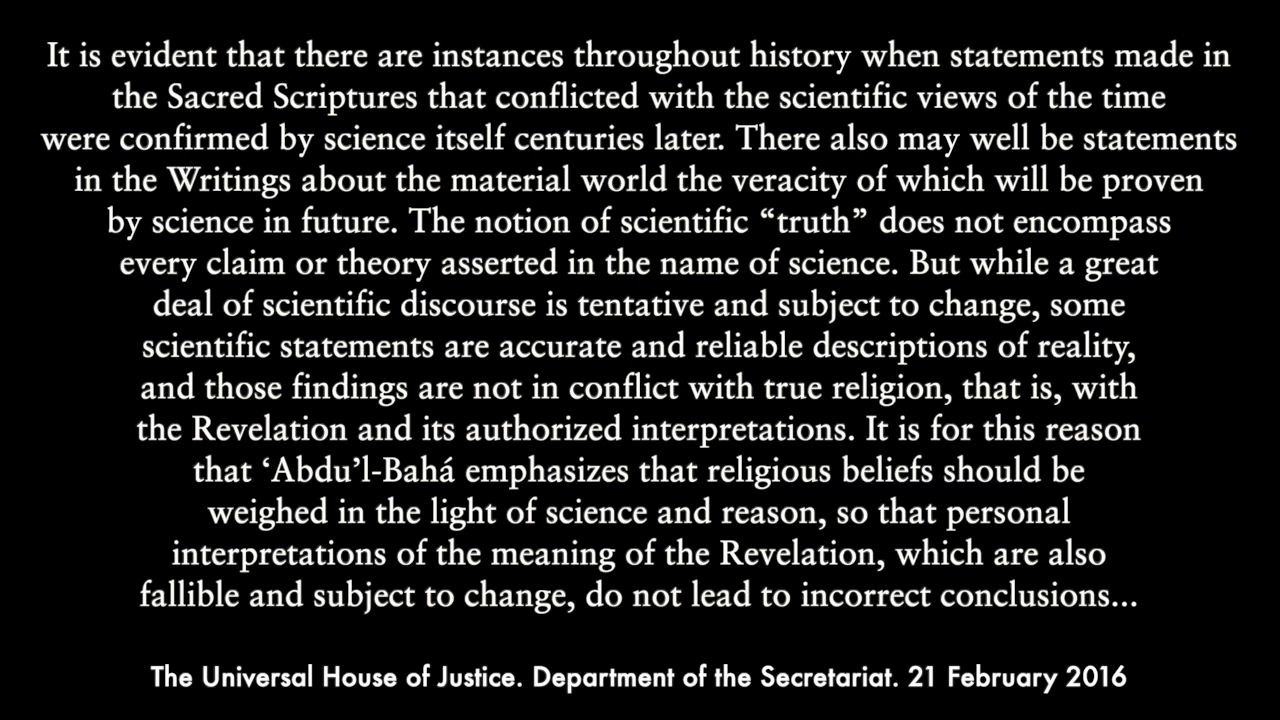 It is evident that there are instances throughout history when statements made in
the Sacred Scriptures that conflicted with the scientific views of the time
were confirmed by science itself centuries later. There also may well be statements
in the Writings about the material world the veracity of which will be proven
by science in future. The notion of scientific “truth” does not encompass
every claim or theory asserted in the name of science. But while a great
deal of scientific discourse is tentative and subject to change, some
scientific statements are accurate and reliable descriptions of reality,
and those findings are not in conflict with true religion, that is, with
the Revelation and its authorized interpretations. It is for this reason
that ‘Abdu’l-Bahá emphasizes that religious beliefs should be
weighed in the light of science and reason, so that personal
interpretations of the meaning of the Revelation, which are also
fallible and subject to change, do not lead to incorrect conclusions...
The Universal House of Justice. Department of the Secretariat. 21 February 2016